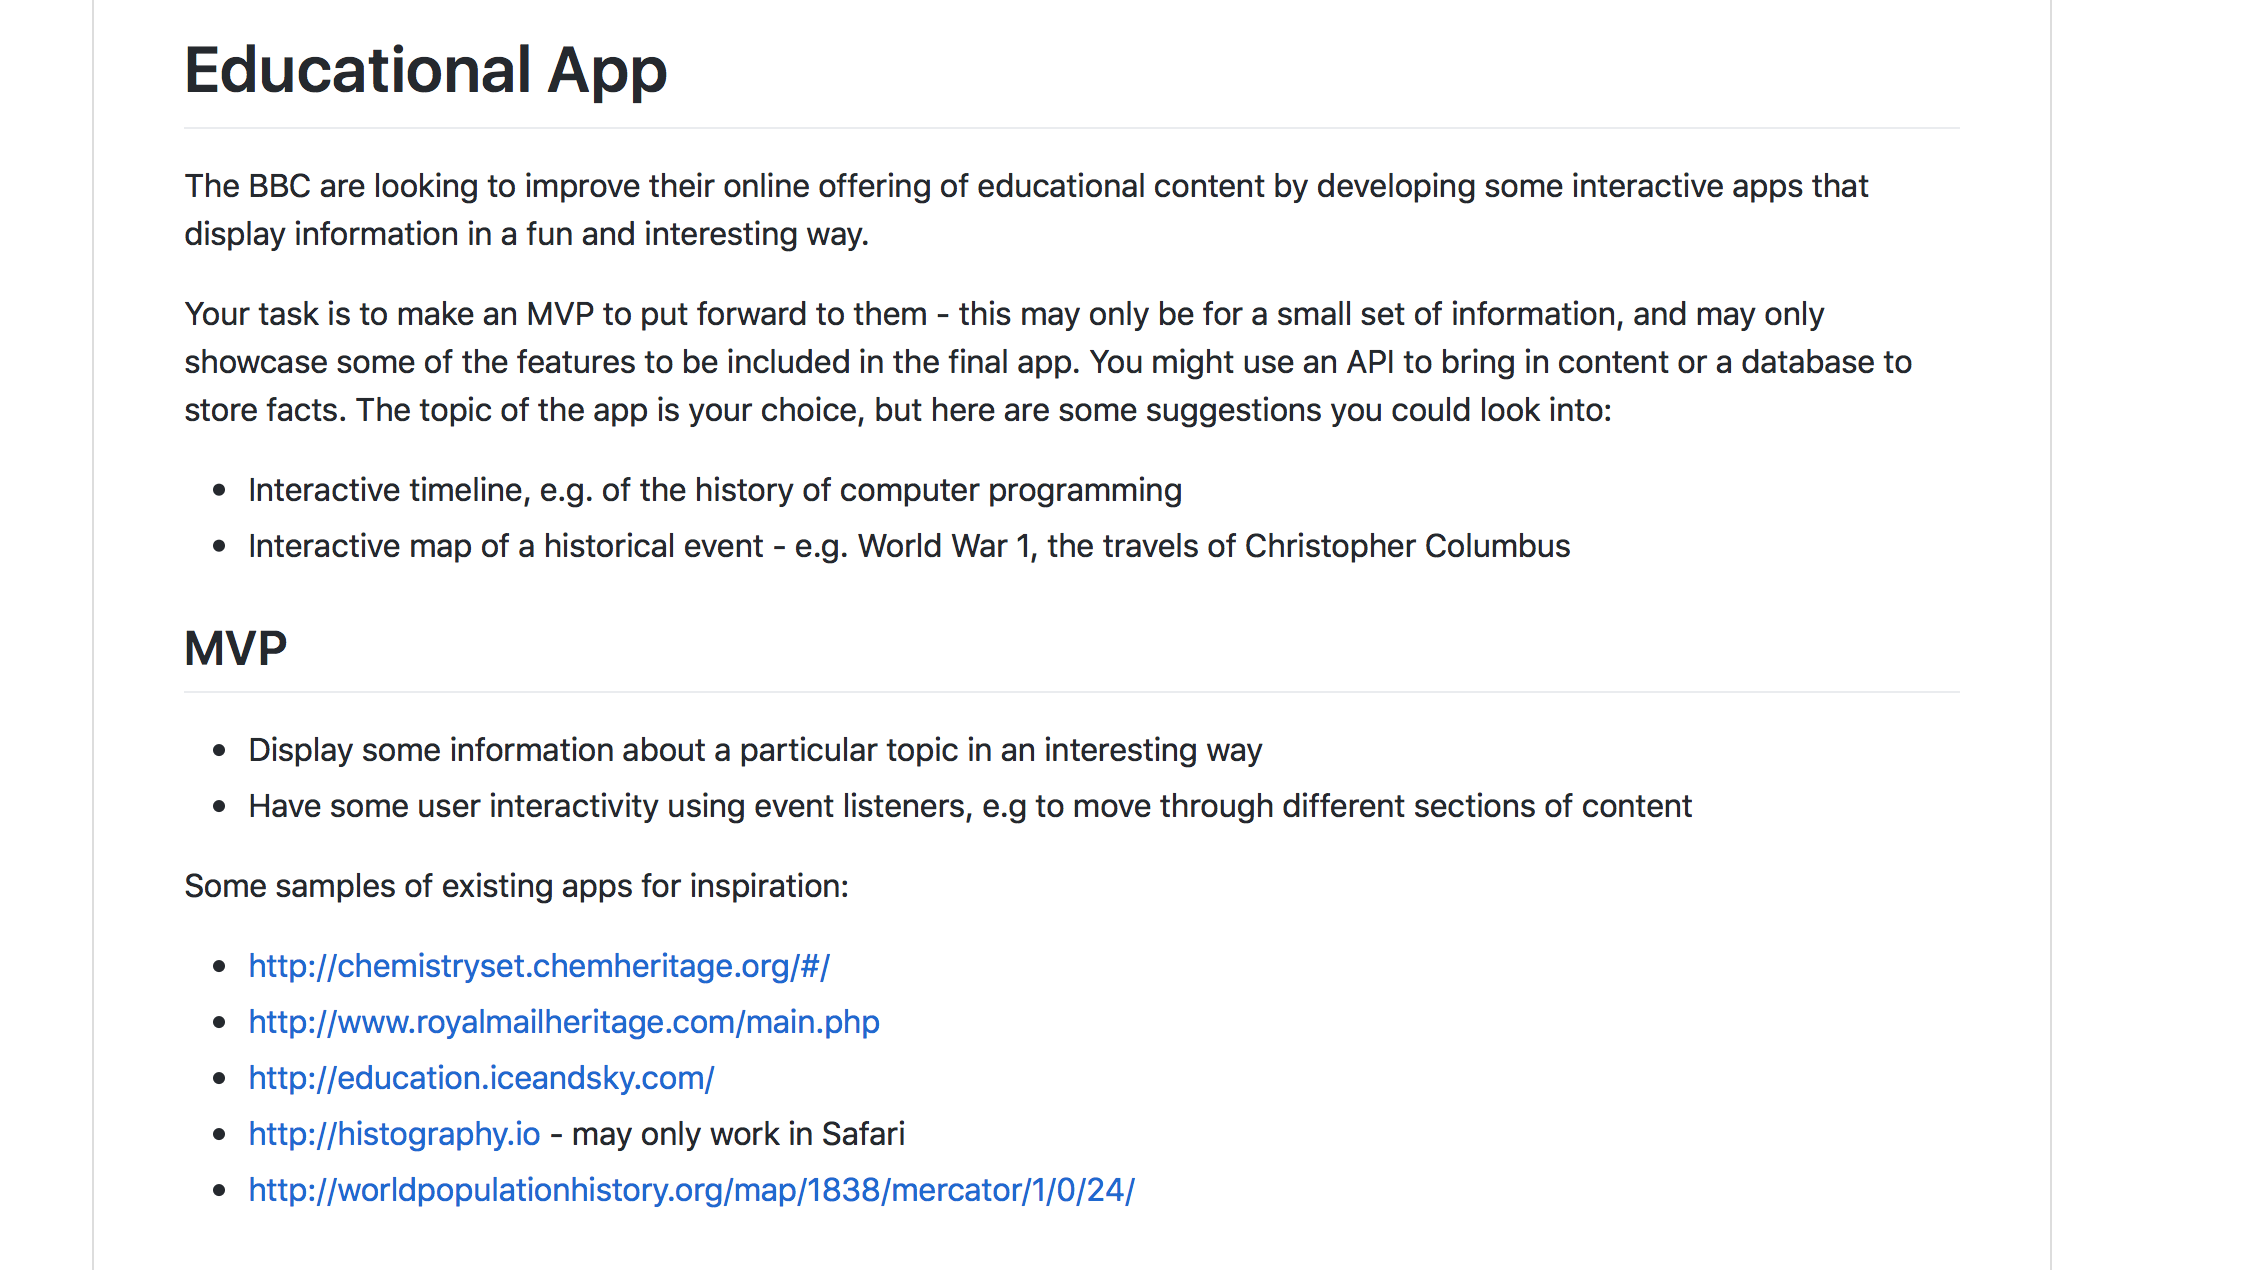 Educational App
The BBC are looking to improve their online offering of educational content by developing some interactive apps that
display information in a fun and interesting way.
Your task is to make an MVP to put forward to them - this may only be for a small set of information, and may only
showcase some of the features to be included in the final app. You might use an API to bring in content or a database to
store facts. The topic of the app is your choice, but here are some suggestions you could look into:
• Interactive timeline, e.g. of the history of computer programming
• Interactive map of a historical event - e.g. World War 1, the travels of Christopher Columbus
MVP
• Display some information about a particular topic in an interesting way
• Have some user interactivity using event listeners, e.g to move through different sections of content
Some samples of existing apps for inspiration:
• http://chemistryset.chemheritage.org/#/
• http://www.royalmailheritage.com/main.php
• http://education.iceandsky.com/
• http://histography.io - may only work in Safari
• http://worldpopulationhistory.org/map/1838/mercator/1/0/24/